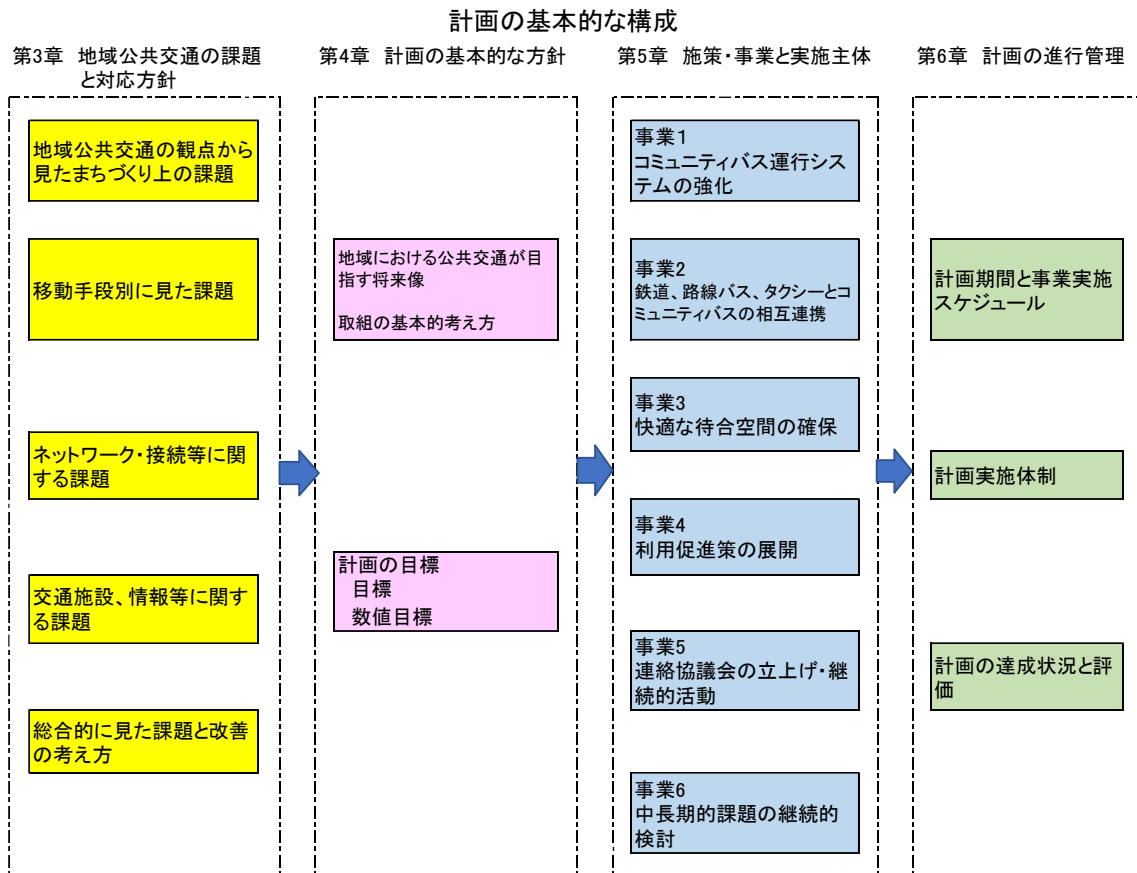 計画の基本的な構成
第3章 地域公共交通の課題
と対応方針
地域公共交通の観点から
見たまちづくり上の課題
移動手段別に見た課題
ネットワーク・接続等に関
する課題
交通施設、情報等に関す
る課題
総合的に見た課題と改善
の考え方
第4章 計画の基本的な方針
地域における公共交通が目
指す将来像
取組の基本的考え方
計画の目標
目標
数値目標
第5章 施策・事業と実施主体
事業1
コミュニティバス運行シス
テムの強化
事業2
鉄道、路線バス、タクシーとコ
ミュニティバスの相互連携
事業3
快適な待合空間の確保
事業4
利用促進策の展開
事業5
連絡協議会の立上げ・継
続的活動
事業6
中長期的課題の継続的
検討
第6章 計画の進行管理
計画期間と事業実施
スケジュール
計画実施体制
計画の達成状況と評
価